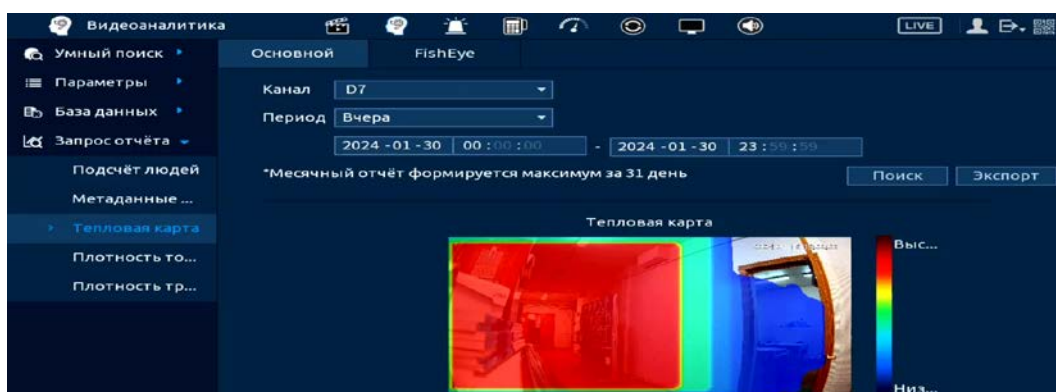 Видеоаналитика
LIVE
Умный поиск
Параметры
База данных
Запрос отчёта
Подсчёт людей
Метаданные ...
Тепловая карта
Плотность то...
Плотность тр...
Основной FishEye
Канал D7
Период Вчера
2024 -01 -30 00 :00 :00 - 2024 -01 -30 23 :59 :59
*Месячный отчёт формируется максимум за 31 день
Поиск Экспорт
Тепловая карта
Выс...
Низ...